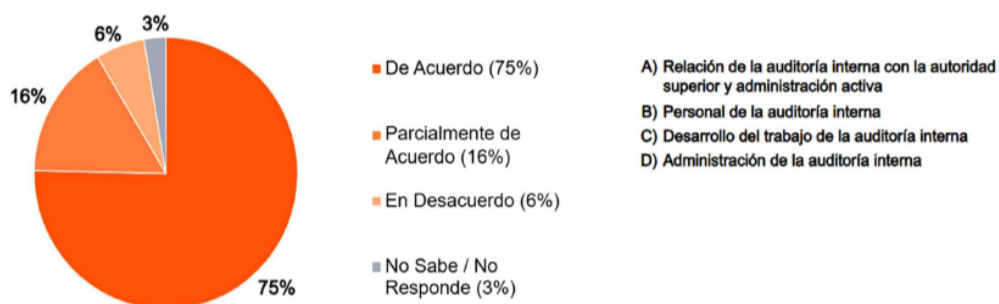 3%
6%
16%
75%
De Acuerdo (75%)
Parcialmente de
Acuerdo (16%)
En Desacuerdo (6%)
No Sabe / No
Responde (3%)
A) Relación de la auditoría interna con la autoridad
superior y administración activa
B) Personal de la auditoría interna
C) Desarrollo del trabajo de la auditoría interna
D) Administración de la auditoría interna